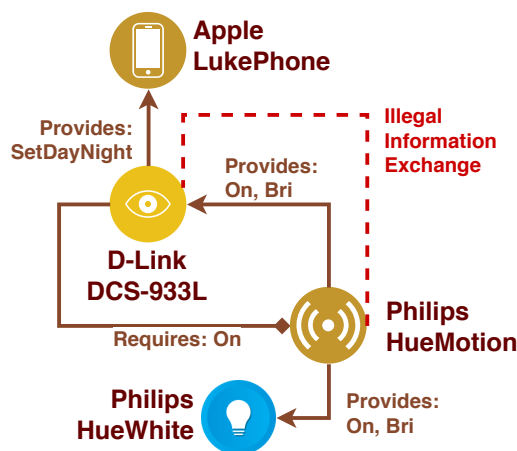 Apple
LukePhone
Provides:
SetDayNight
Illegal
Information
Exchange
Provides:
On, Bri
D-Link
DCS-933L
Requires: On
Philips
HueMotion
Philips
HueWhite
Provides:
On, Bri